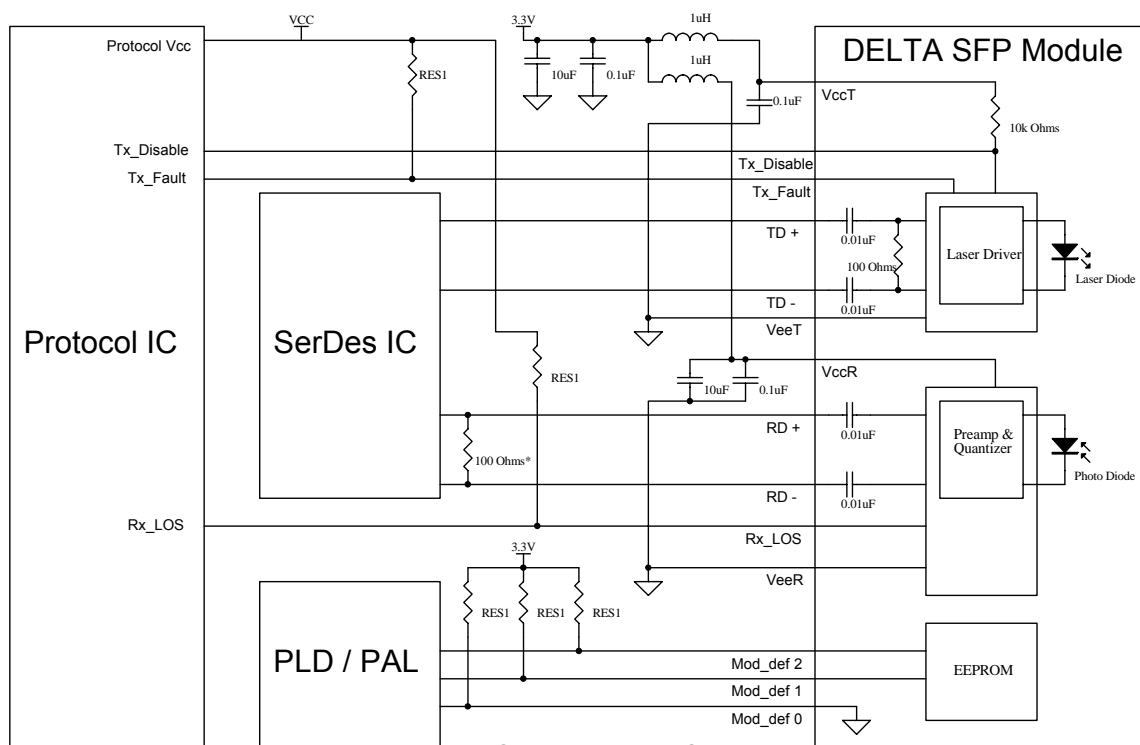 VCC
3.3V
1uH
DELTA SFP Module
Protocol Vcc
RES1
10uF
0.1uF
1uH
0.1uF
VccT
10k Ohms
Tx_Disable
Tx_Disable
Tx_Fault
Tx_Fault
TD +
0.01uF
Laser Driver
100 Ohms
Laser Diode
TD -
0.01uF
VeeT
Protocol IC
SerDes IC
RES1
10uF
0.1uF
VccR
RD +
0.01uF
Preamp &
Quantizer
100 Ohms*
Photo Diode
RD -
0.01uF
Rx_LOS
Rx_LOS
3.3V
VeeR
RES1
RES1
RES1
PLD / PAL
Mod_def 2
EEPROM
Mod_def 1
Mod_def 0